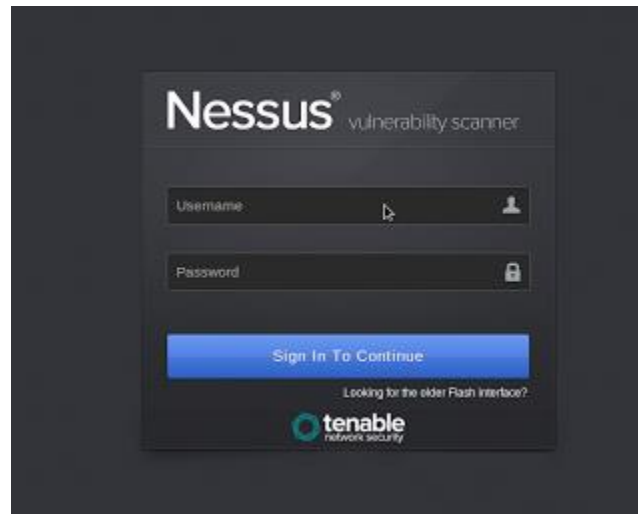 Nessus® vulnerability scanner
Username
Password
Sign In To Continue
Looking for the older Flash interface?
tenable
network security